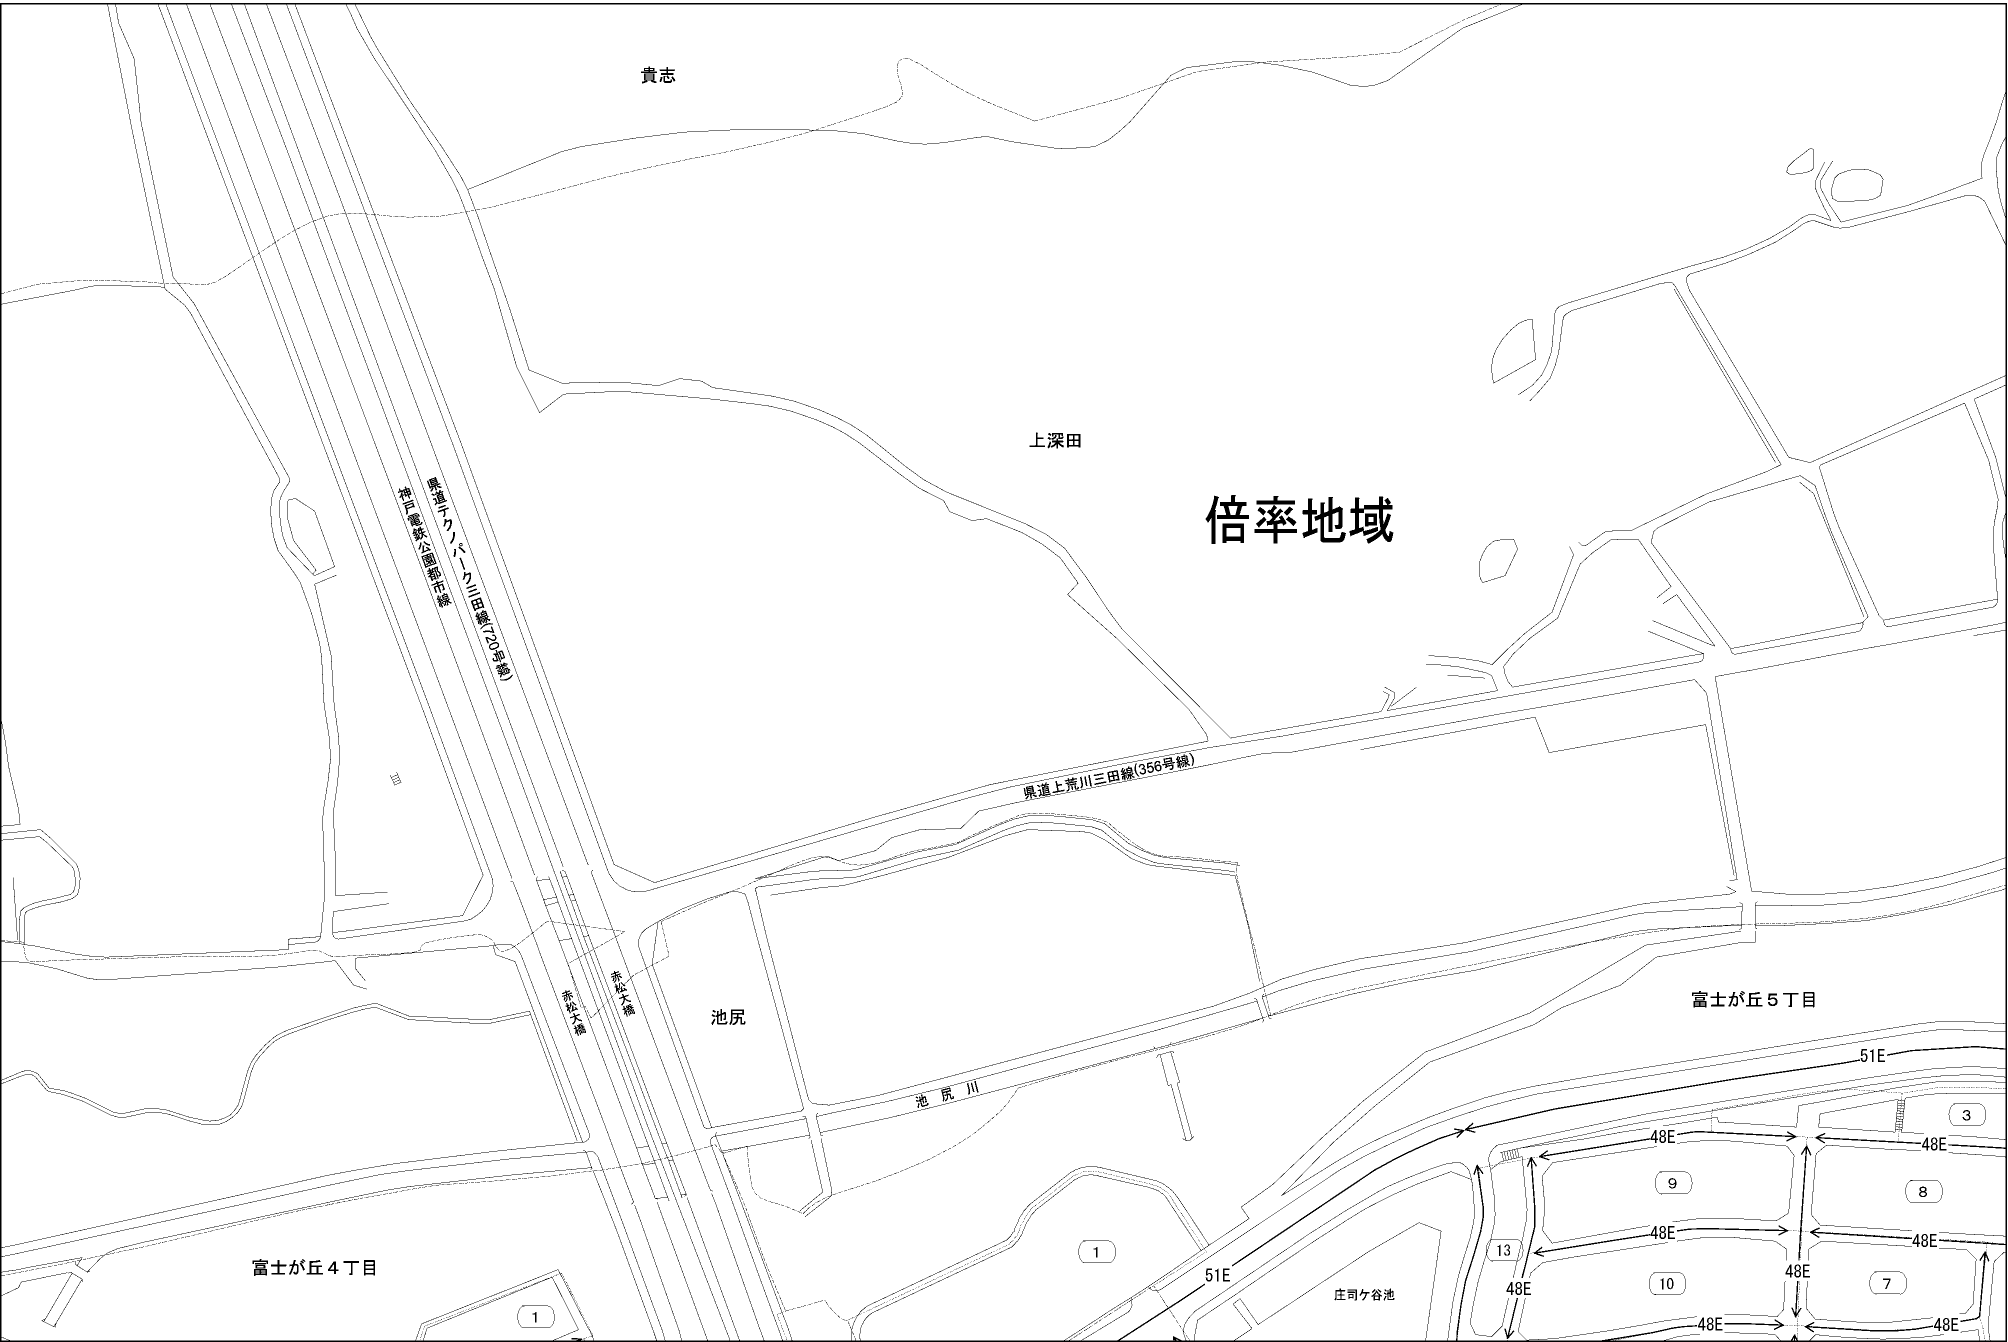 貴志
上深田
倍率地域
県道テクノパーク三田線(720号線)
神戸電鉄公園都市線
県道上荒川三田線(356号線)
赤松大橋
赤松大橋
池尻
富士が丘5丁目
51E
池尻川
3
48E
48E
9
8
48E
48E
13
1
富士が丘4丁目
51E
48E
48E
10
7
庄司ケ谷池
1
48E
48E